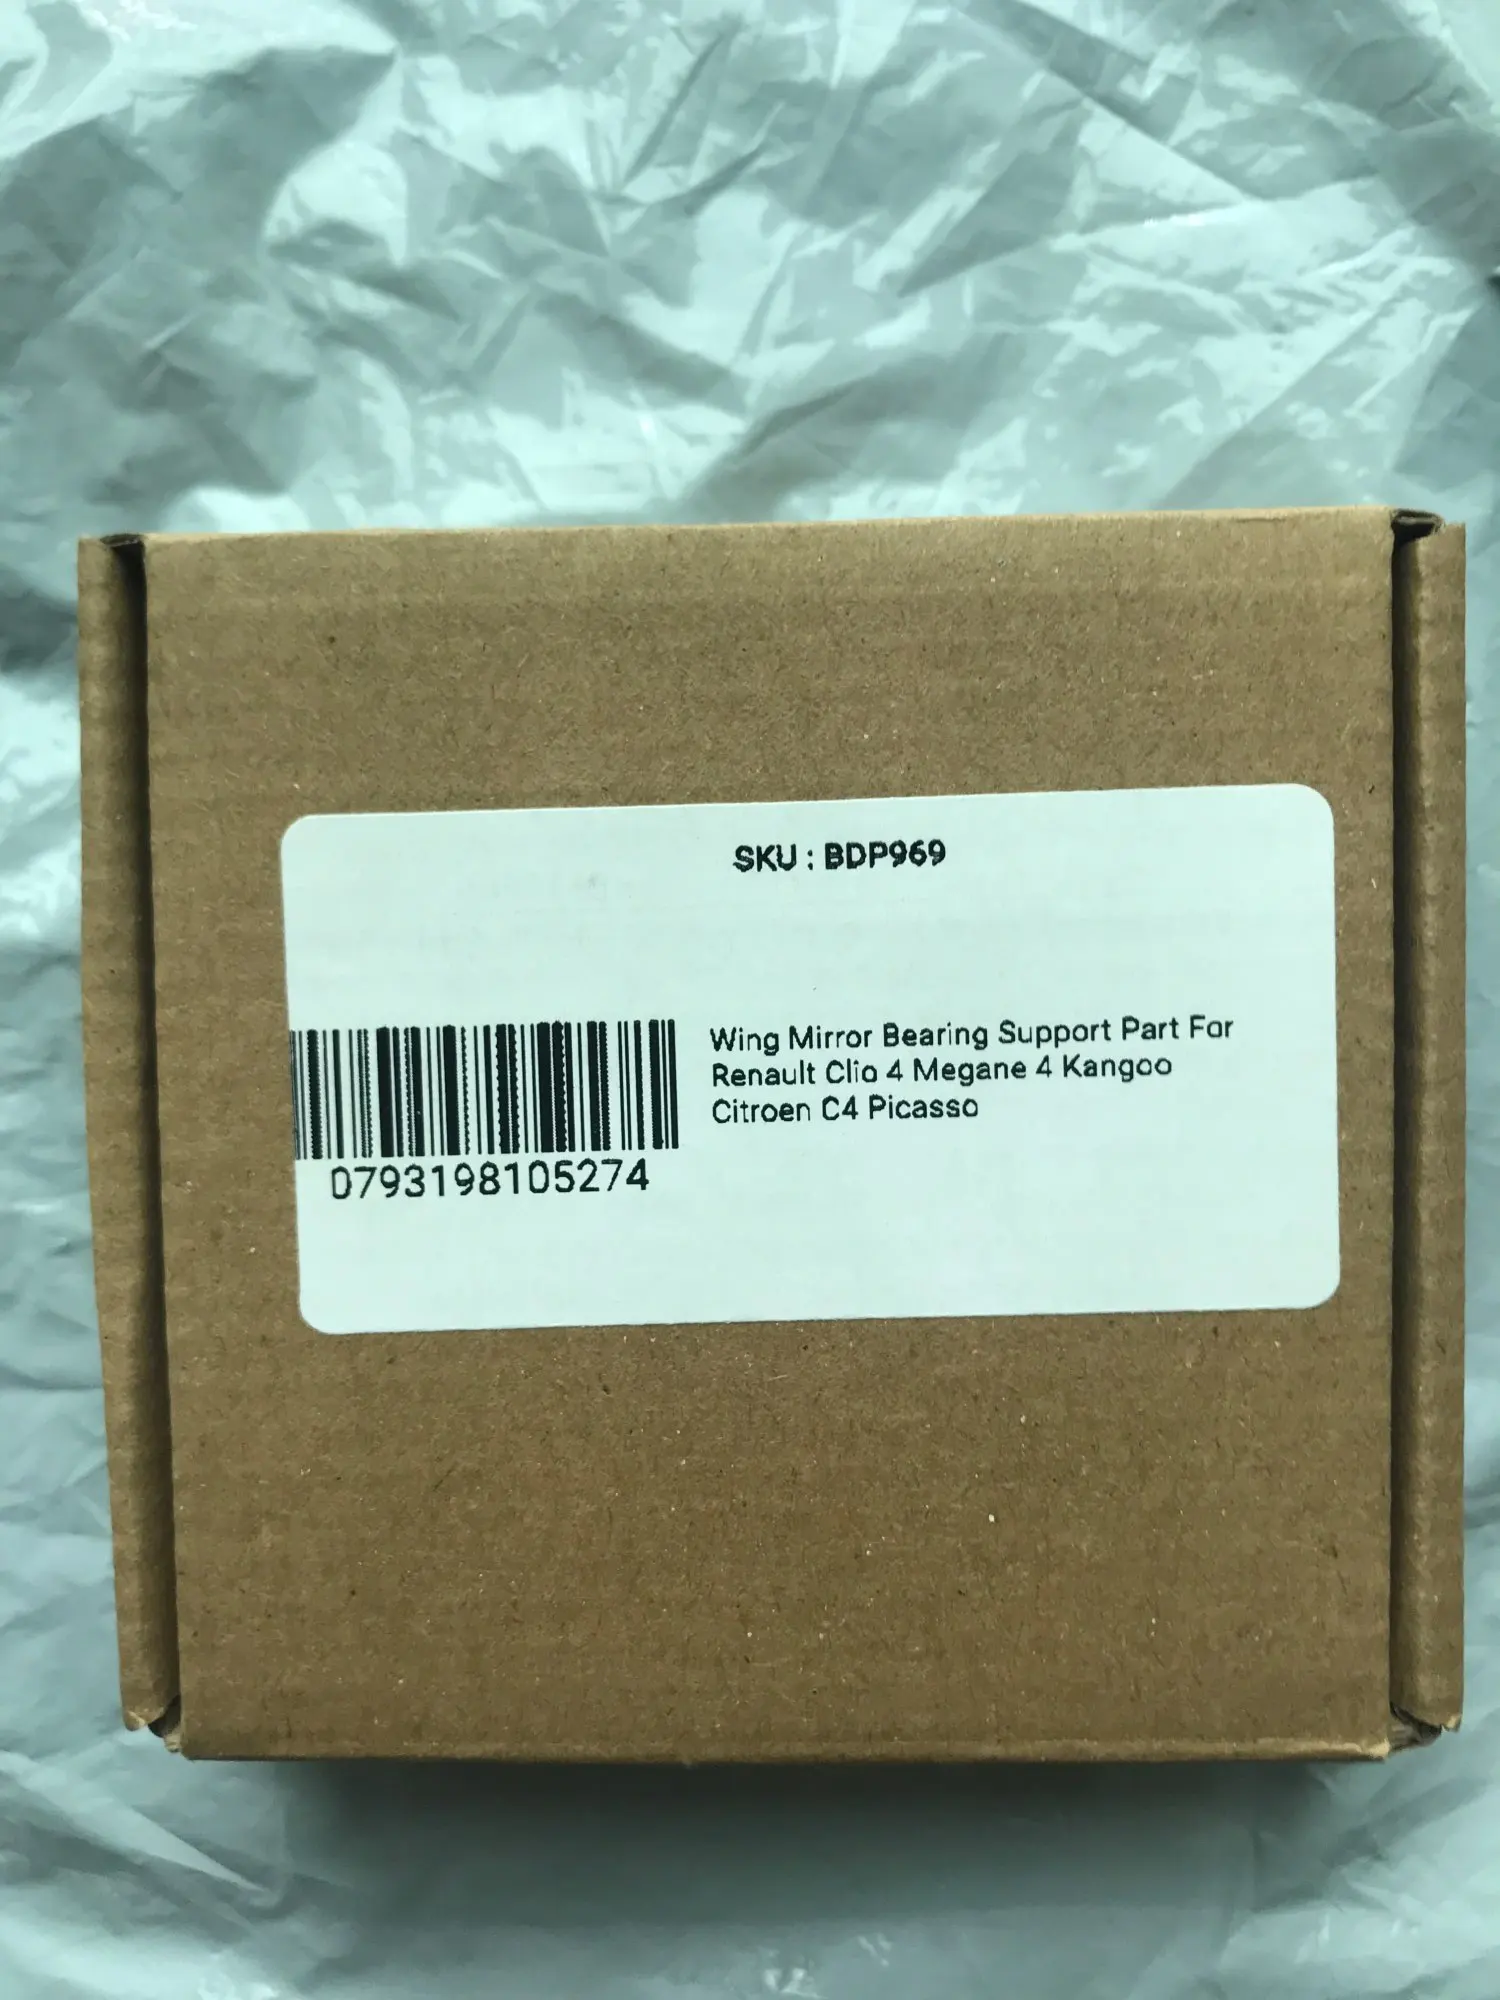 SKU : BDP969
Wing Mirror Bearing Support Part For
Renault Clio 4 Megane 4 Kangoo
Citroen C4 Picasso
0793198105274